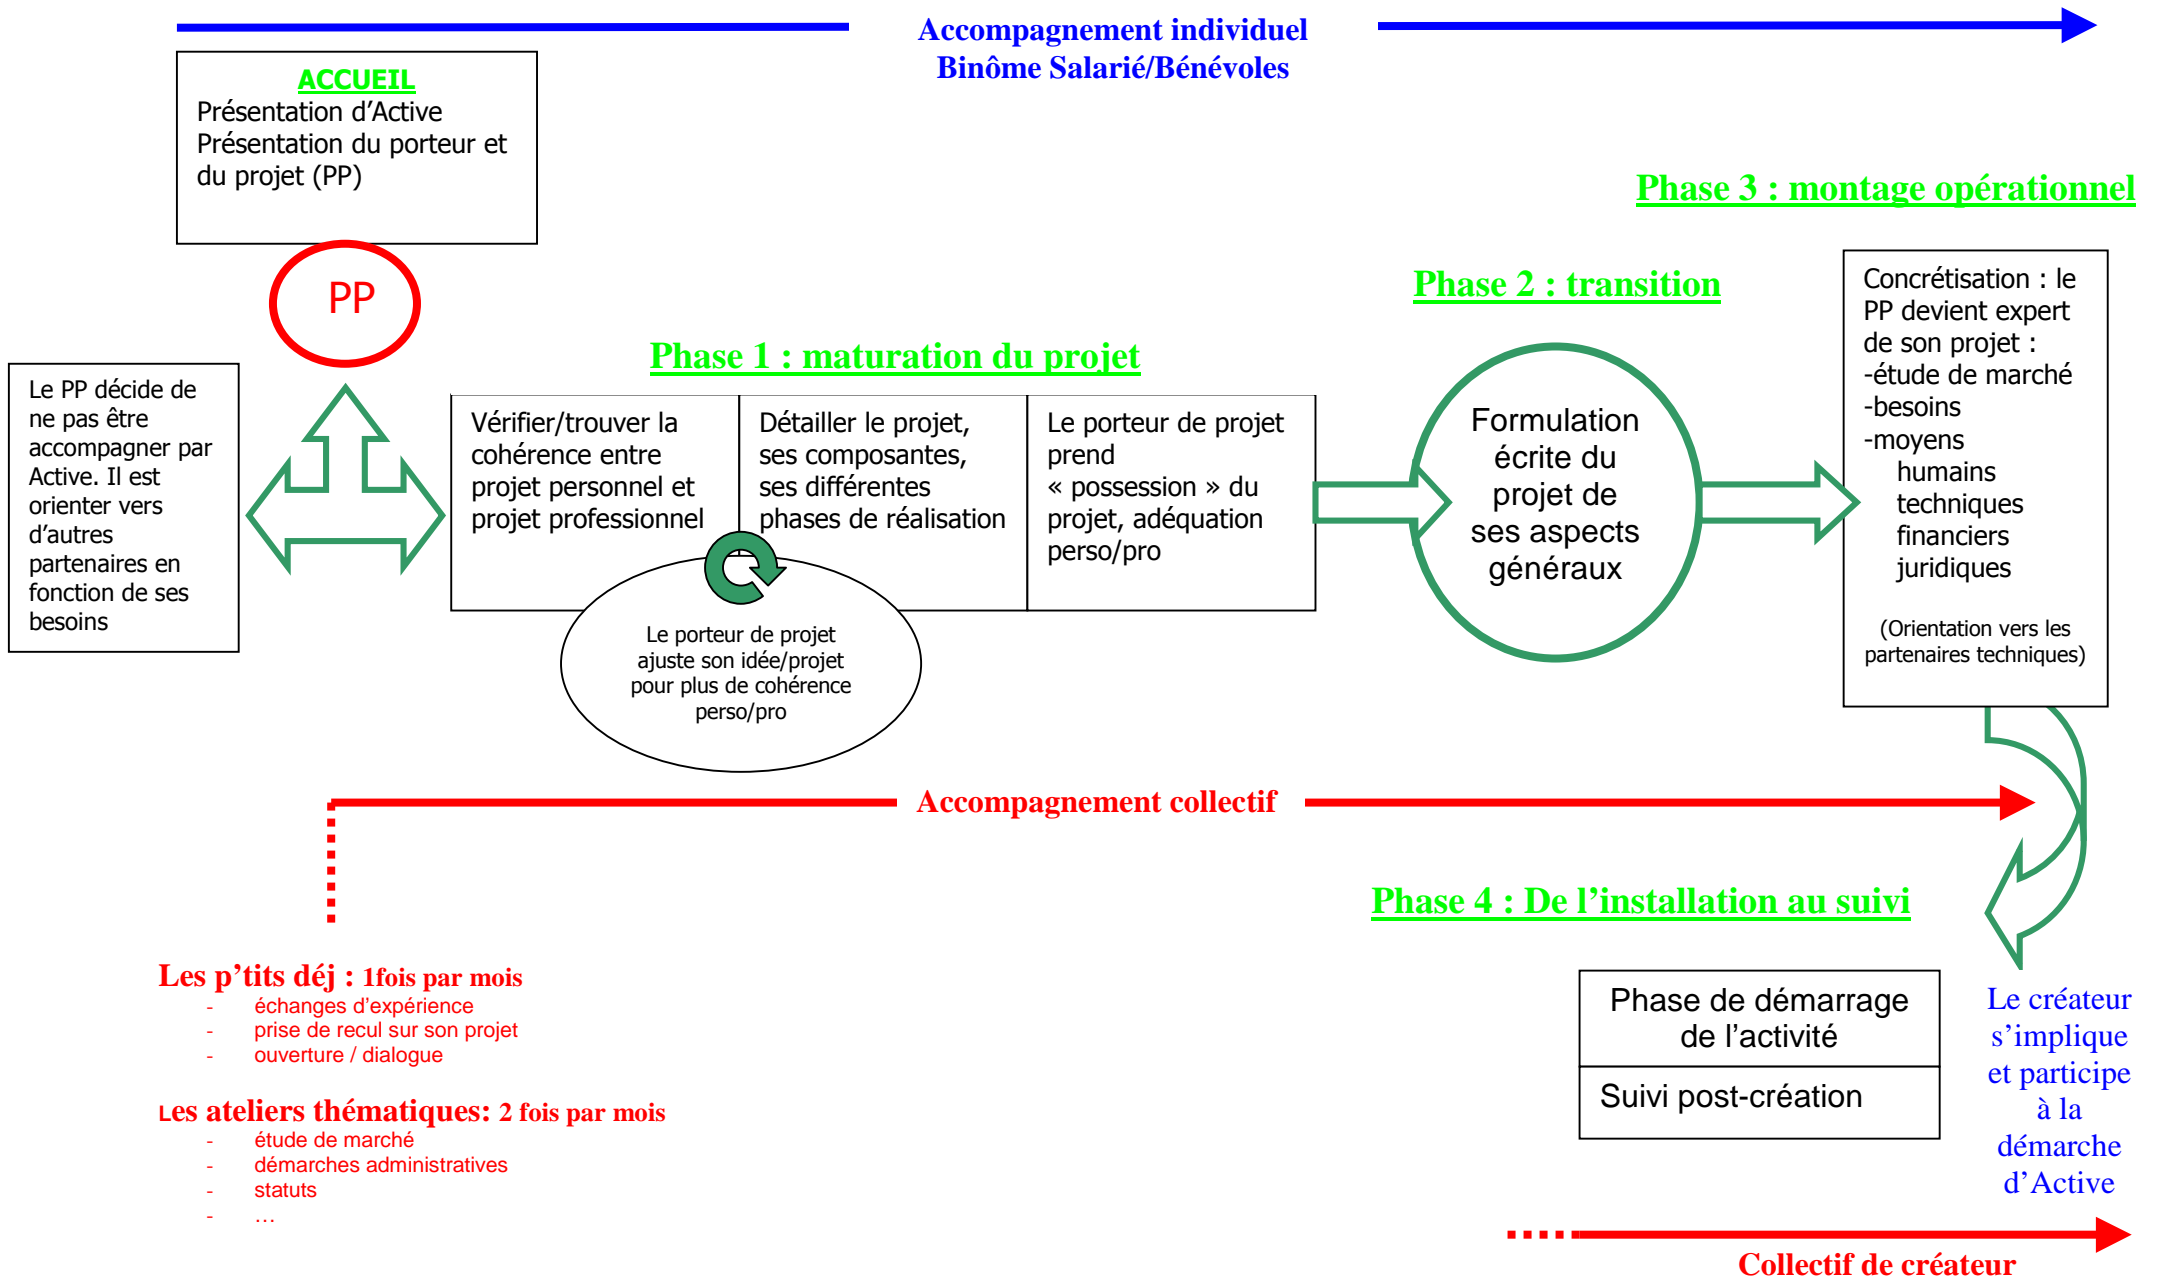 Accompagnement individuel
Binôme Salarié/Bénévoles
ACCUEIL
Présentation d’Active
Présentation du porteur et
du projet (PP)
PP
Le PP décide de
ne pas être
accompagner par
Active. Il est
orienter vers
d’autres
partenaires en
fonction de ses
besoins
Phase 1 : maturation du projet
Vérifier/trouver la
cohérence entre
projet personnel et
projet professionnel
Détailler le projet,
ses composantes,
ses différentes
phases de réalisation
Le porteur de projet
prend
« possession » du
projet, adéquation
perso/pro
Le porteur de projet
ajuste son idée/projet
pour plus de cohérence
perso/pro
Phase 2 : transition
Formulation
écrite du
projet de
ses aspects
généraux
Phase 3 : montage opérationnel
Concrétisation : le
PP devient expert
de son projet :
-étude de marché
-besoins
-moyens
humains
techniques
financiers
juridiques
(Orientation vers les
partenaires techniques)
Accompagnement collectif
Les p’tits déj : 1fois par mois
- échanges d’expérience
- prise de recul sur son projet
- ouverture / dialogue
Les ateliers thématiques: 2 fois par mois
- étude de marché
- démarches administratives
- statuts
- …
Phase 4 : De l’installation au suivi
Phase de démarrage
de l’activité
Suivi post-création
Le créateur
s’implique
et participe
à la
démarche
d’Active
Collectif de créateur